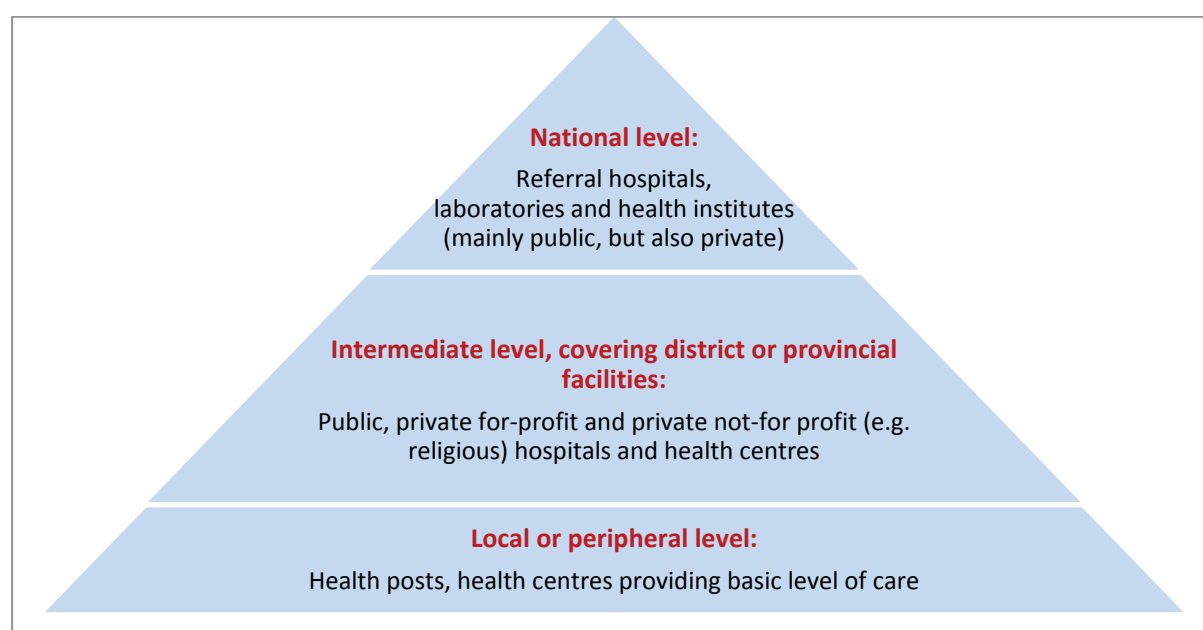 National level:
Referral hospitals,
laboratories and health institutes
(mainly public, but also private)
Intermediate level, covering district or provincial
facilities:
Public, private for-profit and private not-for profit (e.g.
religious) hospitals and health centres
Local or peripheral level:
Health posts, health centres providing basic level of care